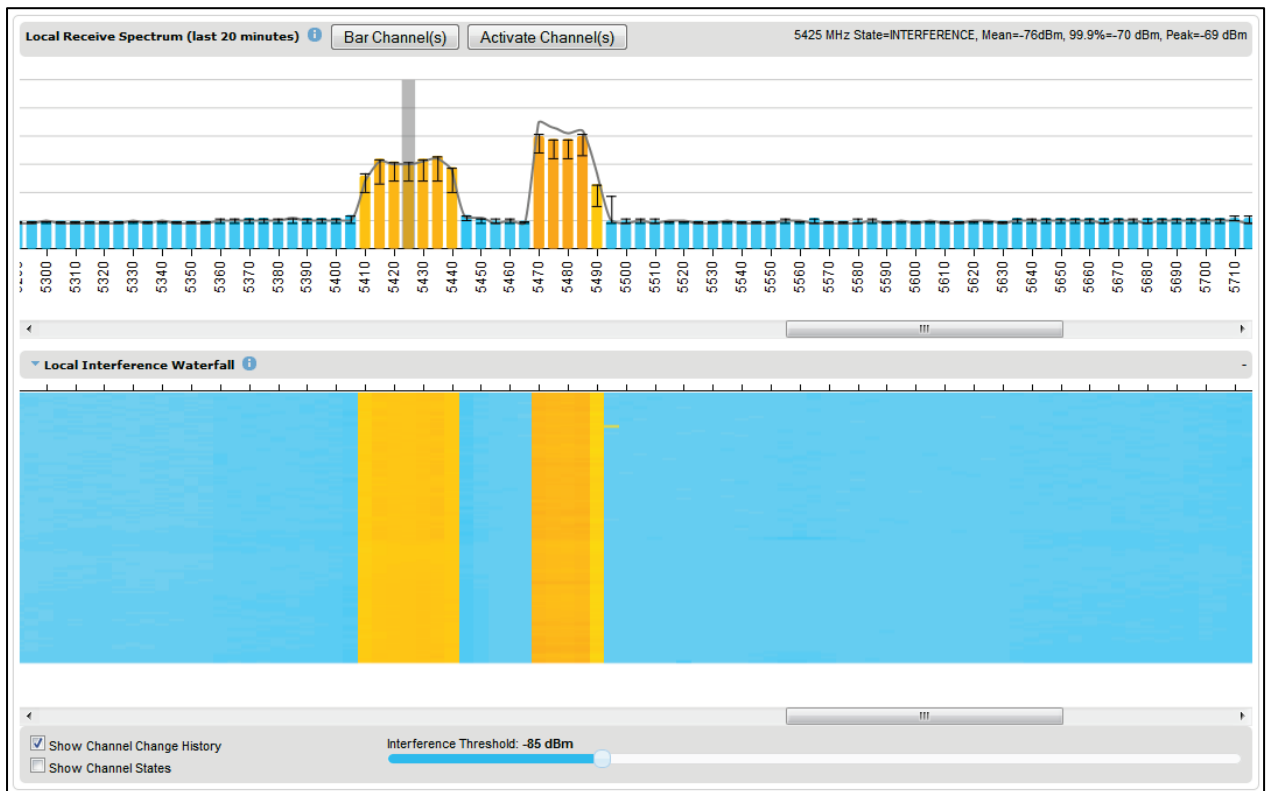 Local Receive Spectrum (last 20 minutes) i Bar Channel(s) Activate Channel(s) 5425 MHz State=INTERFERENCE, Mean=-76dBm, 99.9%=-70 dBm, Peak=-69 dBm
5300 5310 5320 5330 5340 5350 5360 5370 5380 5390 5400 5410 5420 5430 5440 5450 5460 5470 5480 5490 5500 5510 5520 5530 5540 5550 5560 5570 5580 5590 5600 5610 5620 5630 5640 5650 5660 5670 5680 5690 5700 5710
Local Interference Waterfall i -
Show Channel Change History Interference Threshold: -85 dBm
Show Channel States